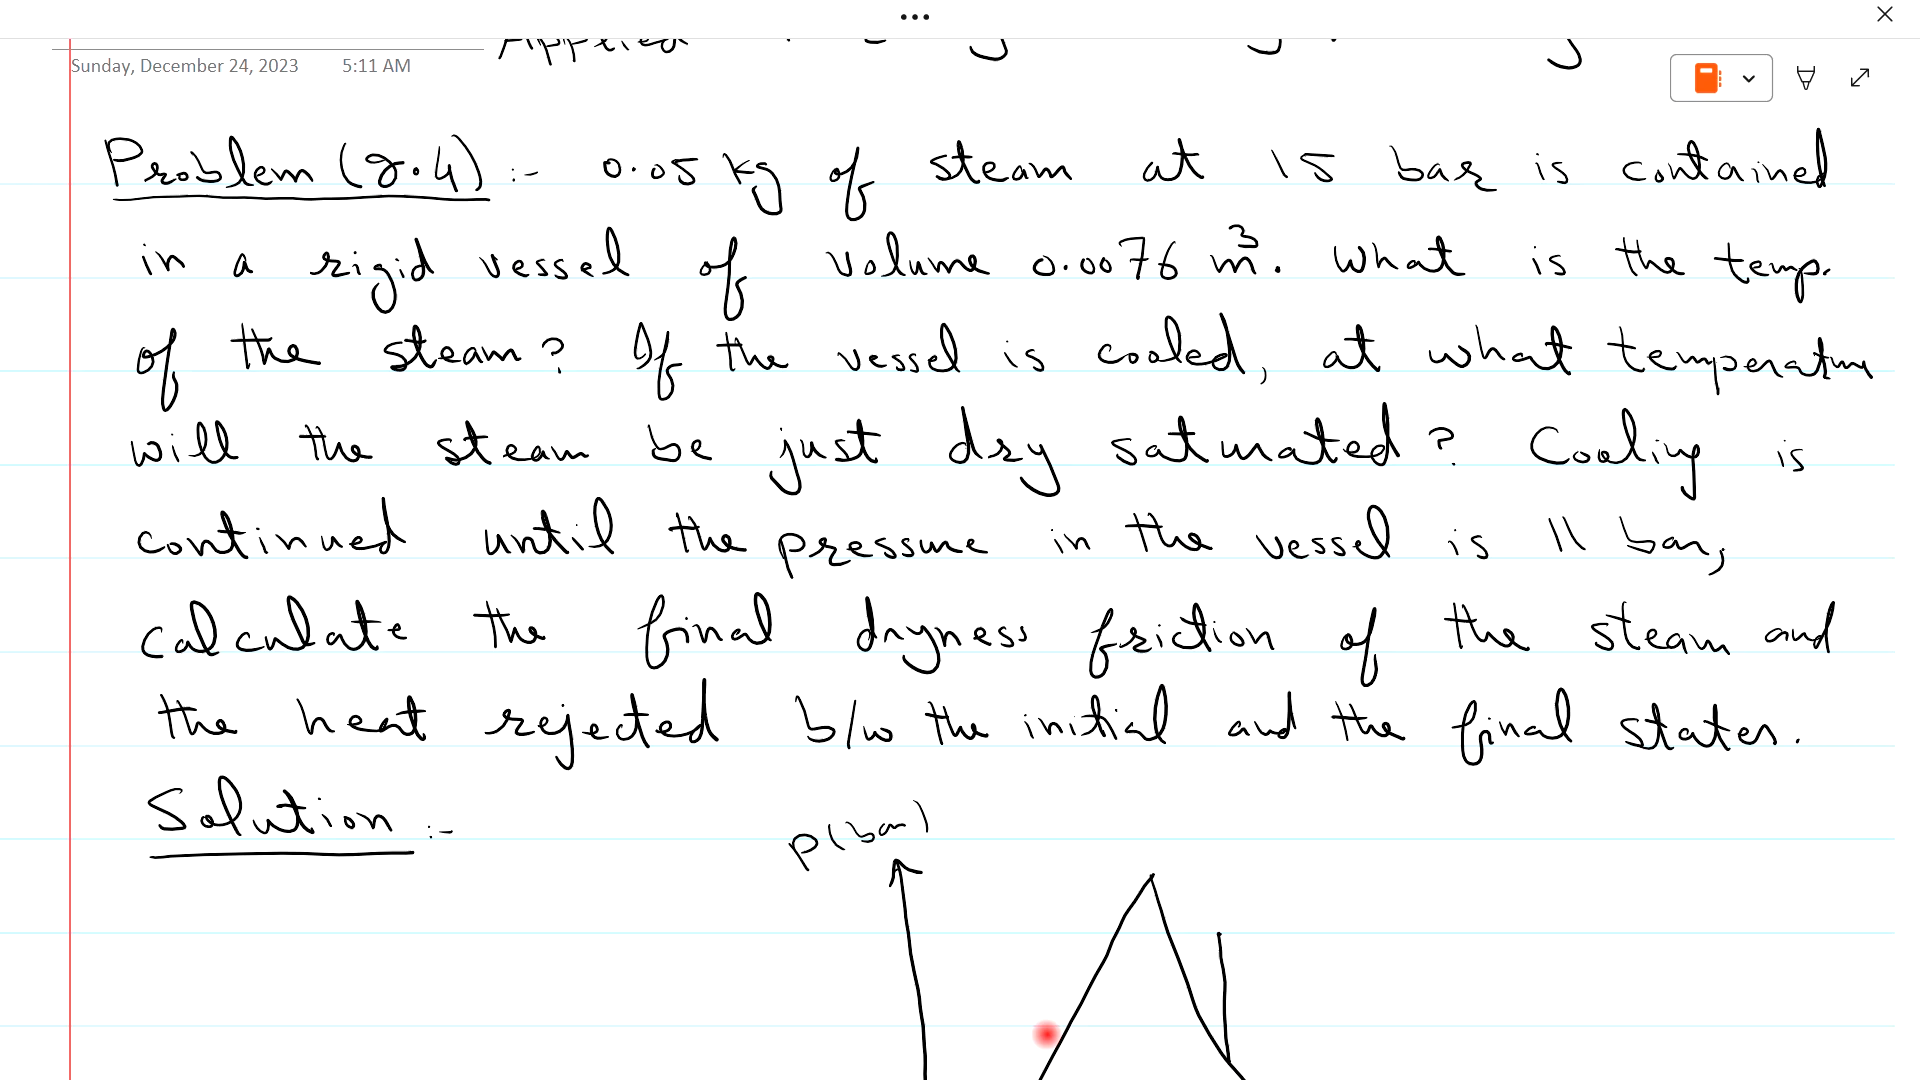 Applied
Sunday, December 24, 2023 5:11 AM
Problem (2.4) :- 0.05 kg of steam at 15 bar is contained
in a rigid vessel of volume 0.0076 m³. What is the temp.
of the steam? If the vessel is cooled, at what temperature
will the steam be just dry saturated? Cooling is
continued until the pressure in the vessel is 11 bar,
calculate the final dryness friction of the steam and
the heat rejected b/w the initial and the final states.
Solution :-
P(bar)